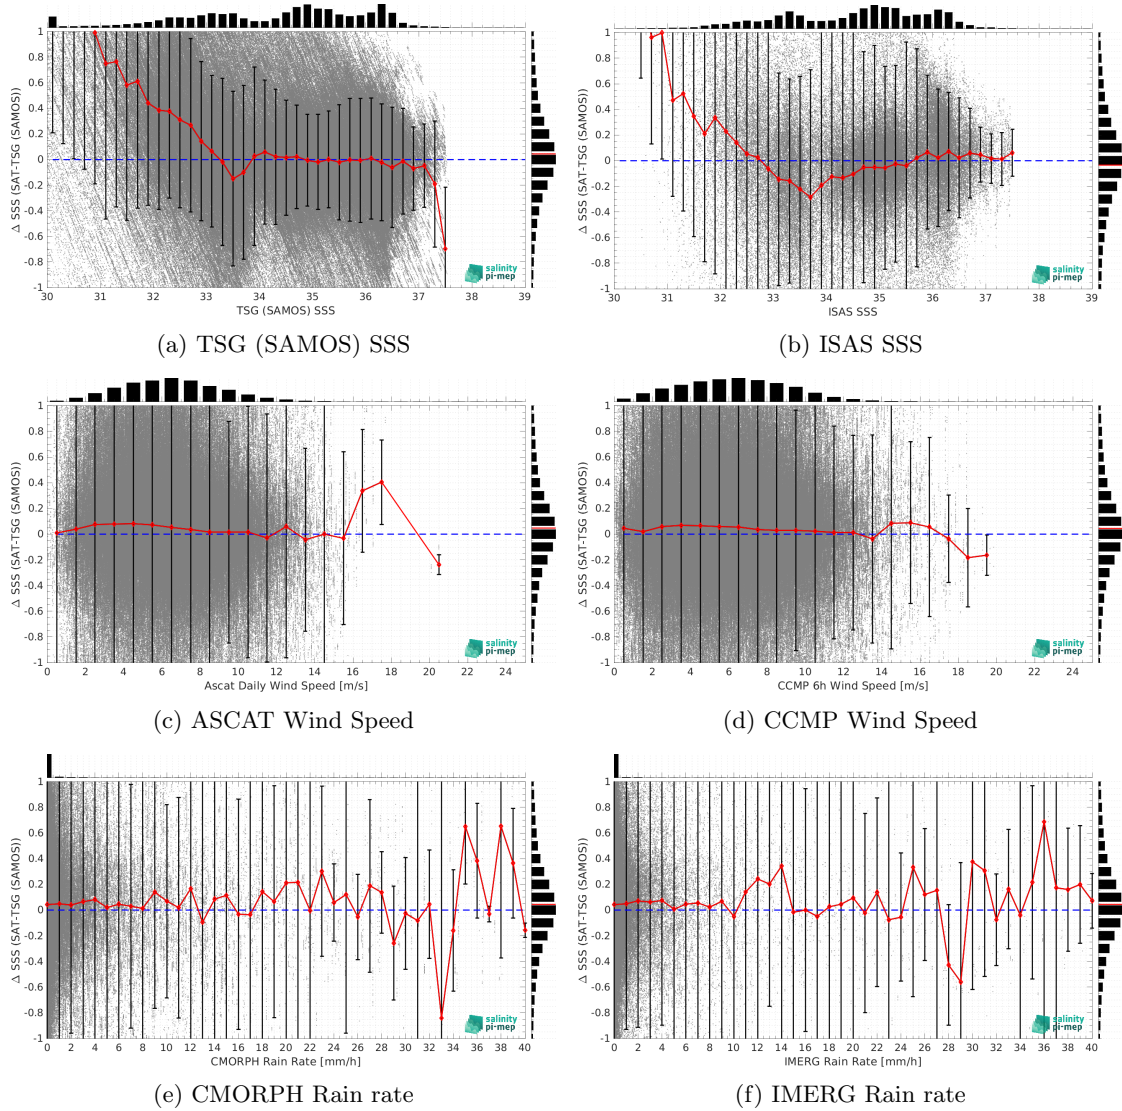 1
0.8
0.6
0.4
0.2
0
-0.2
-0.4
-0.6
-0.8
-1
Δ SSS (SAT-TSG (SAMOS))
30 31 32 33 34 35 36 37 38 39
TSG (SAMOS) SSS
salinity
pi-mep
(a) TSG (SAMOS) SSS
1
0.8
0.6
0.4
0.2
0
-0.2
-0.4
-0.6
-0.8
-1
Δ SSS (SAT-TSG (SAMOS))
30 31 32 33 34 35 36 37 38 39
ISAS SSS
salinity
pi-mep
(b) ISAS SSS
1
0.8
0.6
0.4
0.2
0
-0.2
-0.4
-0.6
-0.8
-1
Δ SSS (SAT-TSG (SAMOS))
0 2 4 6 8 10 12 14 16 18 20 22 24
Ascat Daily Wind Speed [m/s]
salinity
pi-mep
(c) ASCAT Wind Speed
1
0.8
0.6
0.4
0.2
0
-0.2
-0.4
-0.6
-0.8
-1
Δ SSS (SAT-TSG (SAMOS))
2 4 6 8 10 12 14 16 18 20 22 24
CCMP 6h Wind Speed [m/s]
salinity
pi-mep
(d) CCMP Wind Speed
1
0.8
0.6
0.4
0.2
0
-0.2
-0.4
-0.6
-0.8
-1
Δ SSS (SAT-TSG (SAMOS))
0 2 4 6 8 10 12 14 16 18 20 22 24 26 28 30 32 34 36 38 40
CMORPH Rain Rate [mm/h]
salinity
pi-mep
(e) CMORPH Rain rate
1
0.8
0.6
0.4
0.2
0
-0.2
-0.4
-0.6
-0.8
-1
Δ SSS (SAT-TSG (SAMOS))
0 2 4 6 8 10 12 14 16 18 20 22 24 26 28 30 32 34 36 38 40
IMERG Rain Rate [mm/h]
salinity
pi-mep
(f) IMERG Rain rate